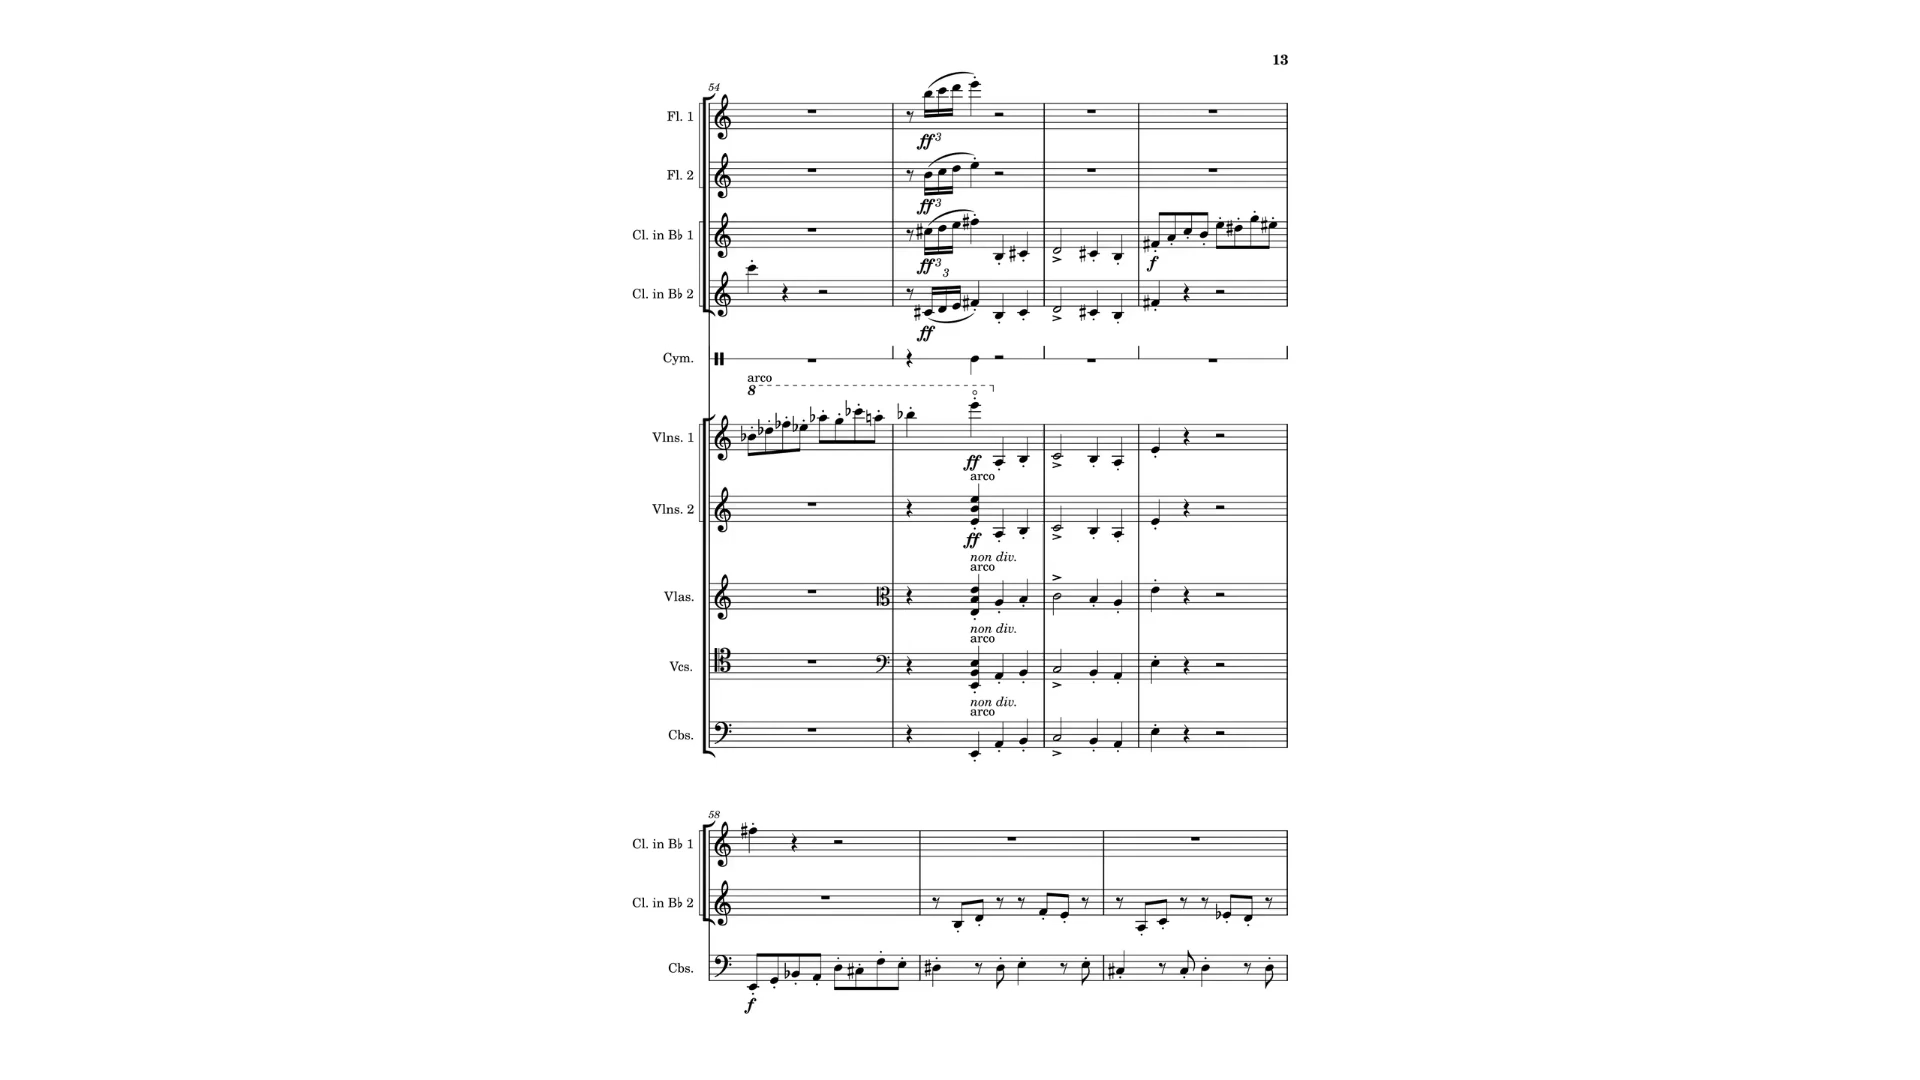 13
54
Fl. 1
ff 3
Fl. 2
ff 3
Cl. in B♭ 1
ff 3 f
3
Cl. in B♭ 2
ff
Cym.
arco
8
Vlns. 1
ff
arco
Vlns. 2
ff
non div.
arco
Vlas.
non div.
arco
Vcs.
non div.
arco
Cbs.
58
Cl. in B♭ 1
Cl. in B♭ 2
Cbs.
f